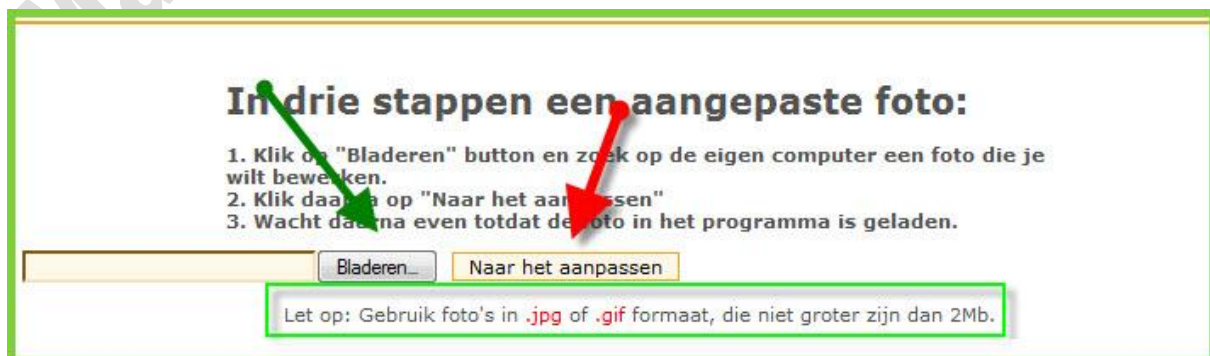 In drie stappen een aangepaste foto:
1. Klik op "Bladeren" button en zoek op de eigen computer een foto die je
wilt bewerken.
2. Klik daarna op "Naar het aanpassen"
3. Wacht daarna even totdat de foto in het programma is geladen.
Bladeren...
Naar het aanpassen
Let op: Gebruik foto's in .jpg of .gif formaat, die niet groter zijn dan 2Mb.